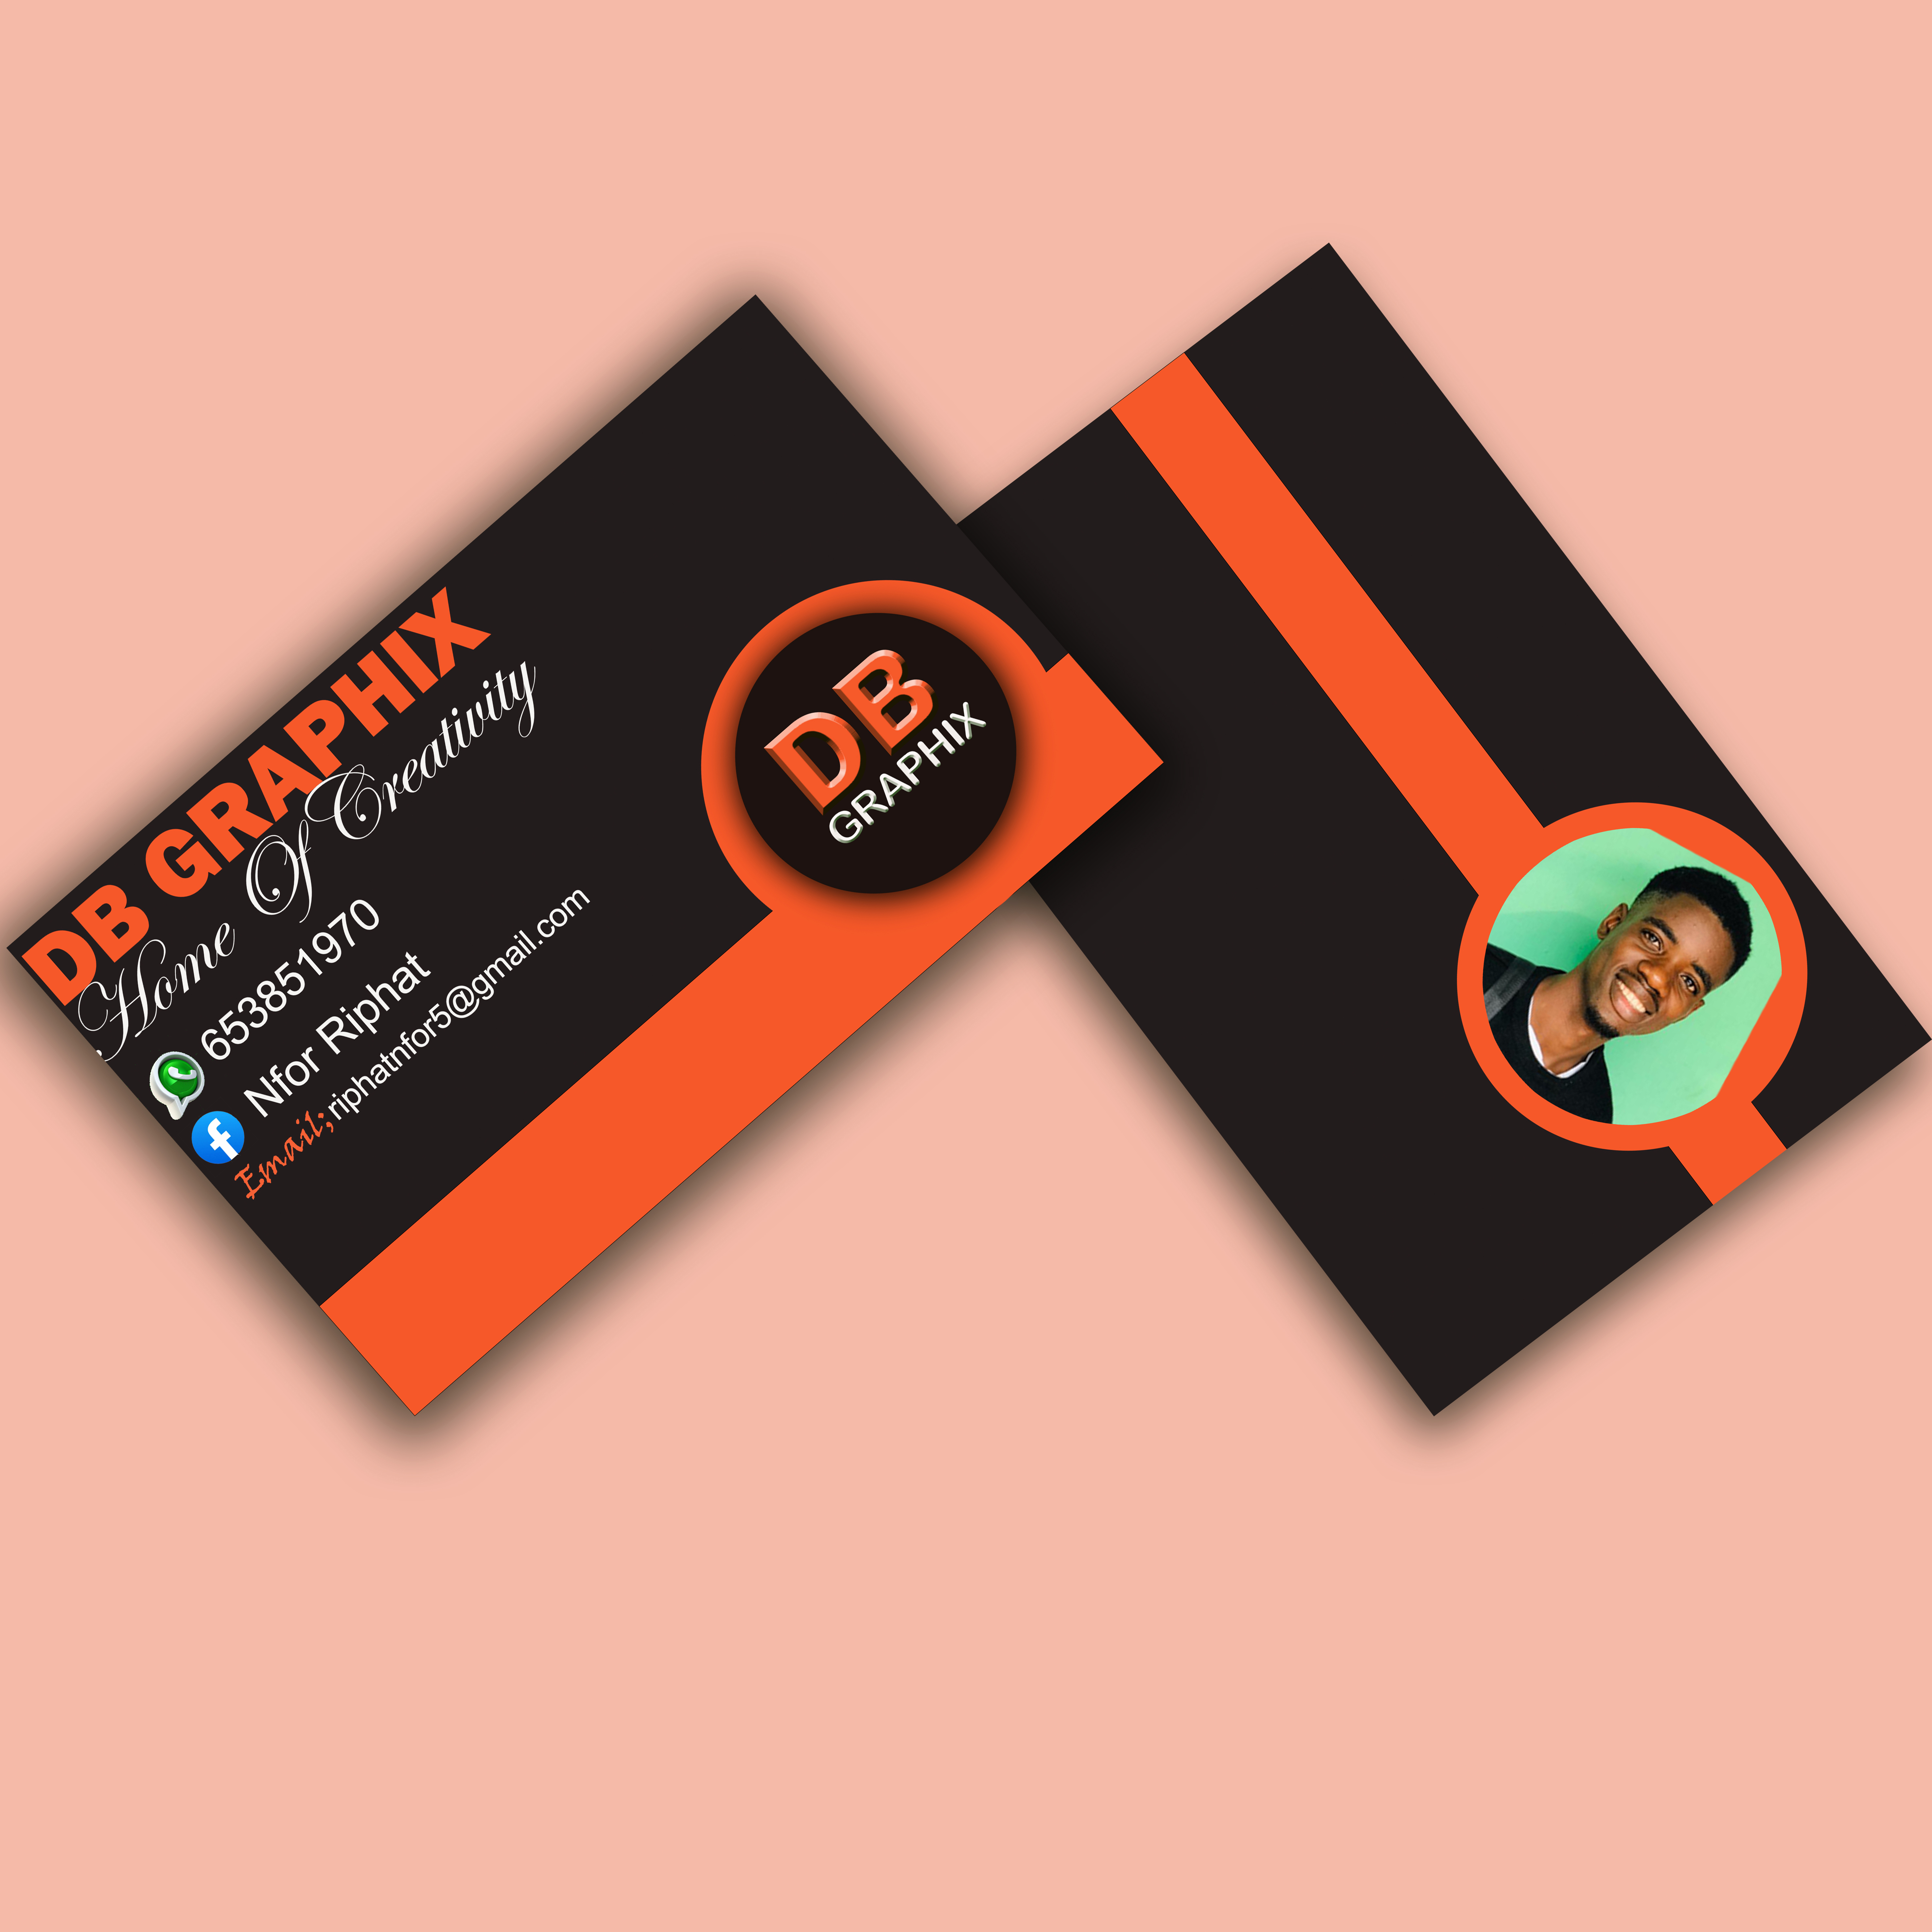 DB GRAPHIX
Home Of Creativity
653851970
Nfor Riphat
Email; riphatnfor5@gmail.com
DB
GRAPHIX